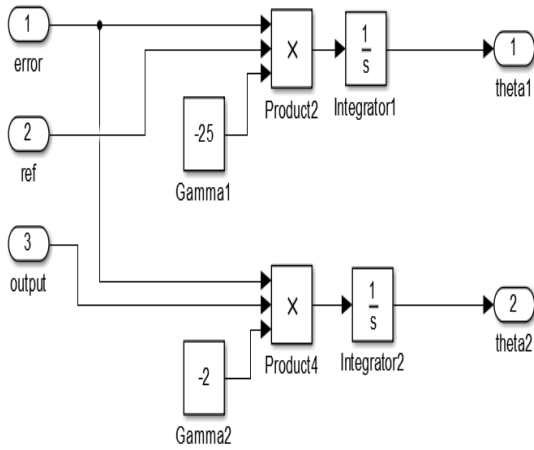 1
error
×
Product2
1
s
Integrator1
1
theta1
2
ref
-25
Gamma1
3
output
×
Product4
1
s
Integrator2
2
theta2
-2
Gamma2